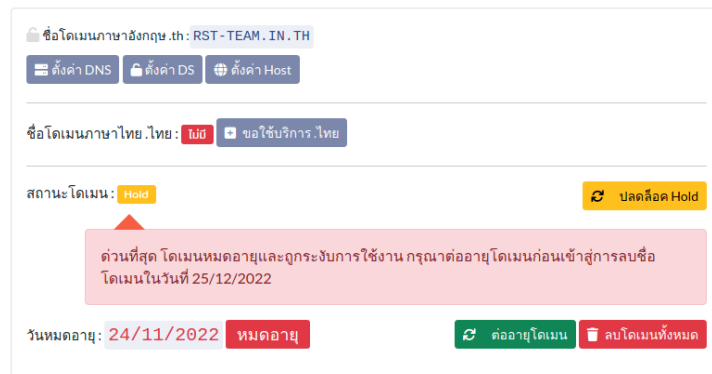 ชื่อโดเมนภาษาอังกฤษ .th : RST-TEAM.IN.TH
ตั้งค่า DNS ตั้งค่า DS ตั้งค่า Host
ชื่อโดเมนภาษาไทย .ไทย : ไม่มี ขอใช้บริการ .ไทย
สถานะโดเมน : Hold ปลดล็อค Hold
ด่วนที่สุด โดเมนหมดอายุและถูกระงับการใช้งาน กรุณาต่ออายุโดเมนก่อนเข้าสู่การลบชื่อ
โดเมนในวันที่ 25/12/2022
วันหมดอายุ : 24/11/2022 หมดอายุ ต่ออายุโดเมน ลบโดเมนทั้งหมด